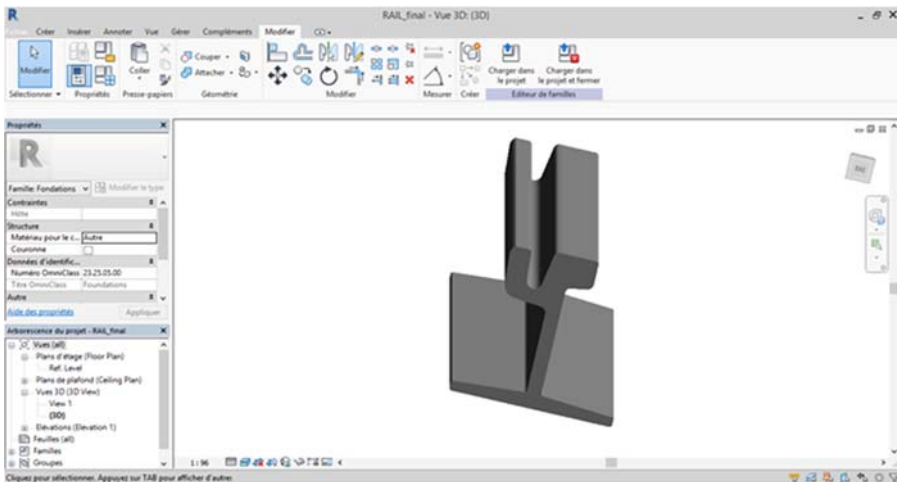 RAIL_final - Vue 3D: {3D}
Créer Insérer Annoter Vue Gérer Compléments Modifier
Modifier
Coller
Couper
Attacher
Charger dans le projet
Charger dans le projet et fermer
Sélectionner Propriétés Presse-papiers Géométrie Modifier Mesurer Créer Editeur de familles
Propriétés
Famille: Fondations
Modifier le type
Contraintes
Hôte
Structure
Matériau pour le c... Autre
Couronne
Données d'identific...
Numéro OmniClass 23.25.05.00
Titre OmniClass Foundations
Autre
Aide des propriétés Appliquer
Arborescence du projet - RAIL_final
Vues (all)
Plans d'étage (Floor Plan)
Ref. Level
Plans de plafond (Ceiling Plan)
Vues 3D (3D View)
View 1
{3D}
Elévations (Elevation 1)
Feuilles (all)
Familles
Groupes
1 : 96
Cliquez pour sélectionner. Appuyez sur TAB pour afficher d'autres